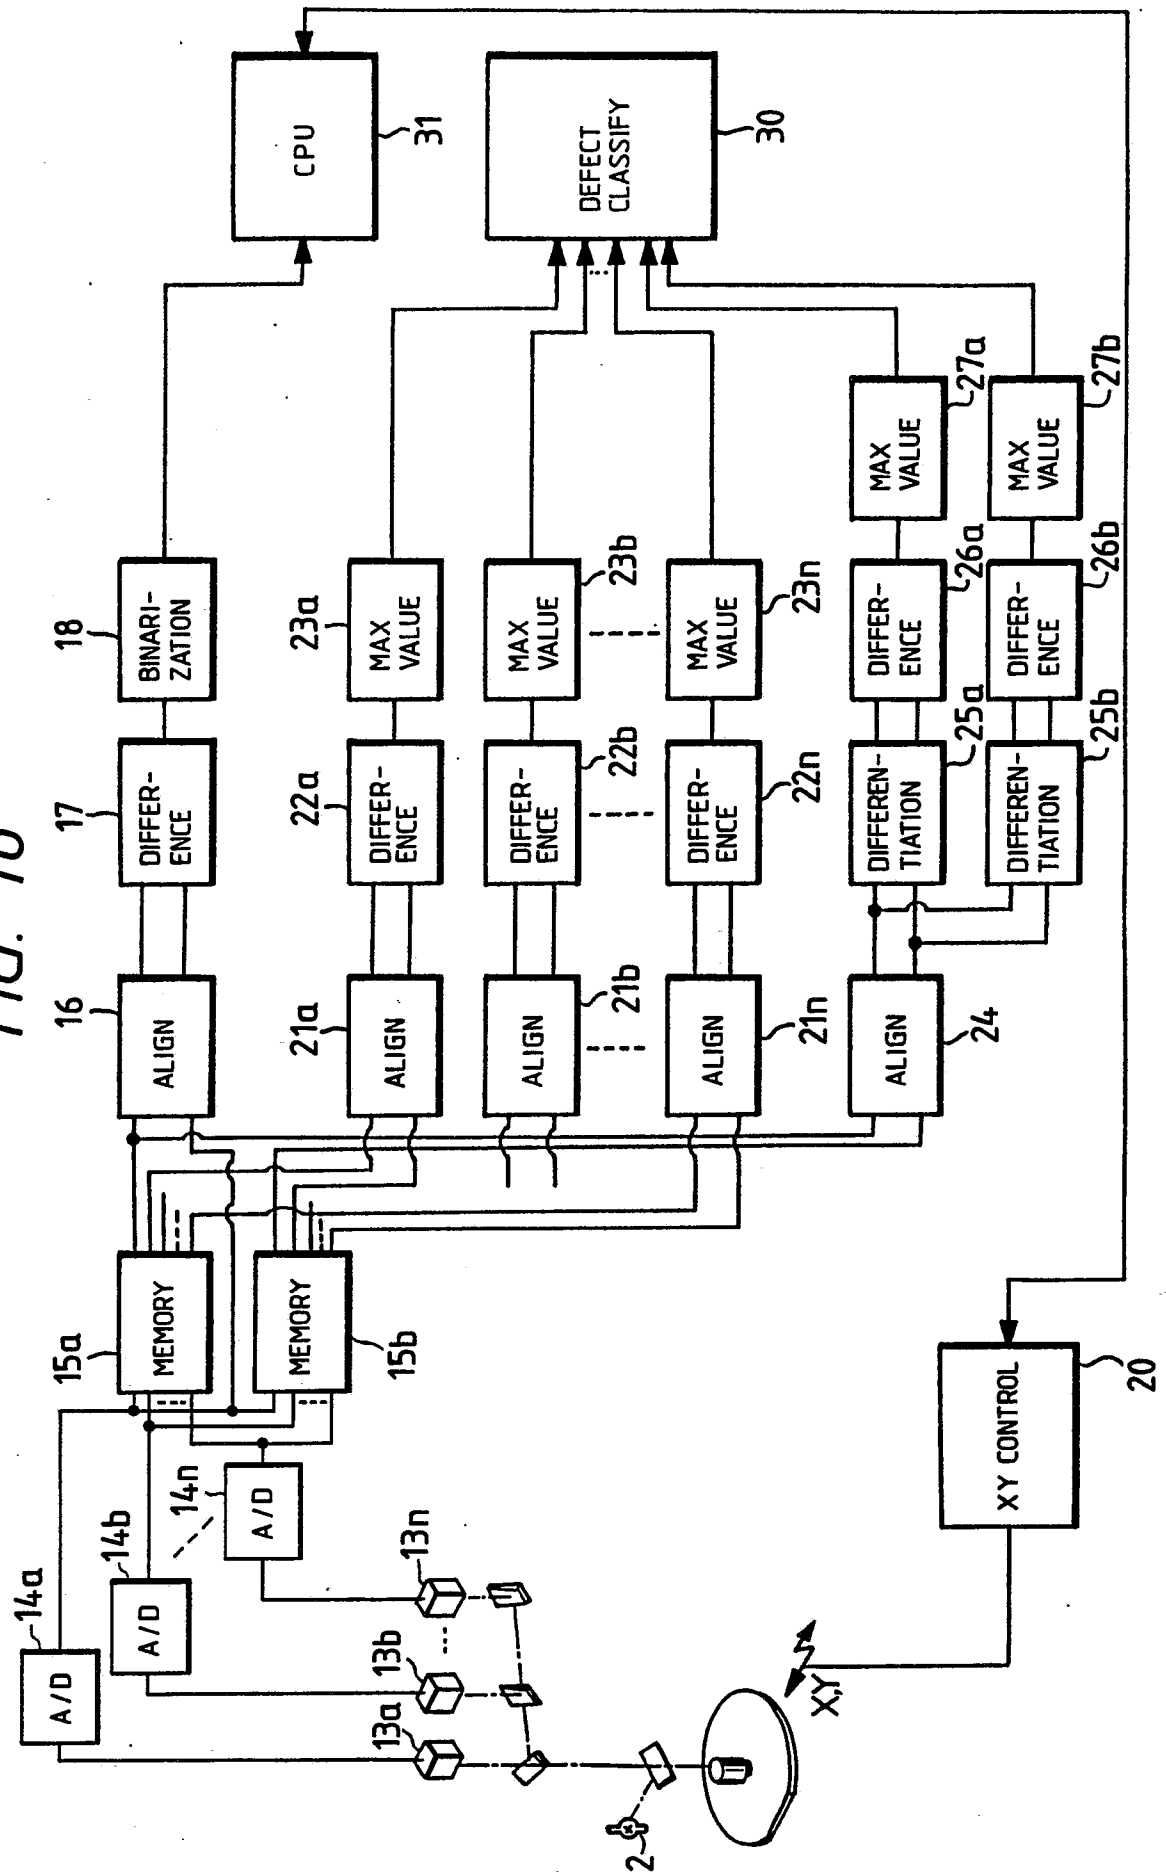 FIG. 10
14a
A/D
14b
A/D
14n
A/D
13a
13b
13n
2
X,Y
XY CONTROL
20
15a
MEMORY
MEMORY
15b
16
ALIGN
17
DIFFER-
ENCE
18
BINARI-
ZATION
CPU
31
21a
ALIGN
22a
DIFFER-
ENCE
23a
MAX
VALUE
ALIGN
21b
DIFFER-
ENCE
22b
MAX
VALUE
23b
ALIGN
21n
DIFFER-
ENCE
22n
MAX
VALUE
23n
DEFECT
CLASSIFY
30
ALIGN
24
DIFFEREN-
TIATION
25a
DIFFER-
ENCE
26a
MAX
VALUE
27a
DIFFEREN-
TIATION
25b
DIFFER-
ENCE
26b
MAX
VALUE
27b